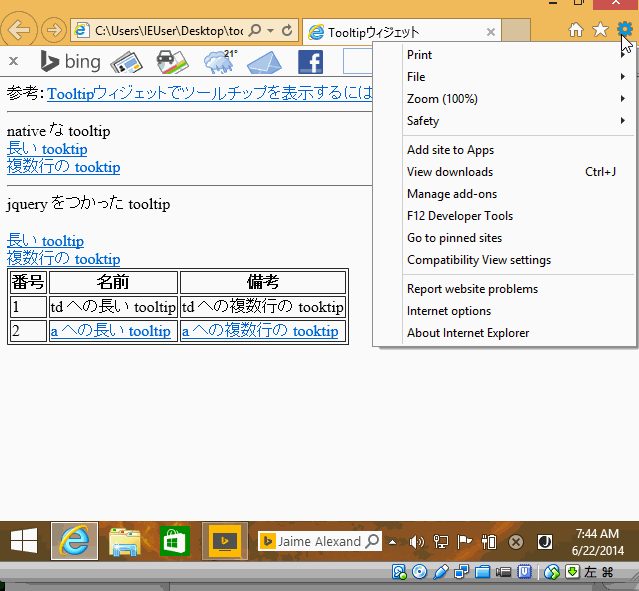 C:\Users\IEUser\Desktop\too
Tooltipウィジェット
bing
21°
参考: Tooltipウィジェットでツールチップを表示するには
native な tooltip
長い tooktip
複数行の tooktip
jquery をつかった tooltip
長い tooltip
複数行の tooktip
番号 名前 備考
1 td への長い tooltip td への複数行の tooktip
2 a への長い tooltip a への複数行の tooktip
Print
File
Zoom (100%)
Safety
Add site to Apps
View downloads Ctrl+J
Manage add-ons
F12 Developer Tools
Go to pinned sites
Compatibility View settings
Report website problems
Internet options
About Internet Explorer
Jaime Alexand
7:44 AM
6/22/2014
左 ⌘